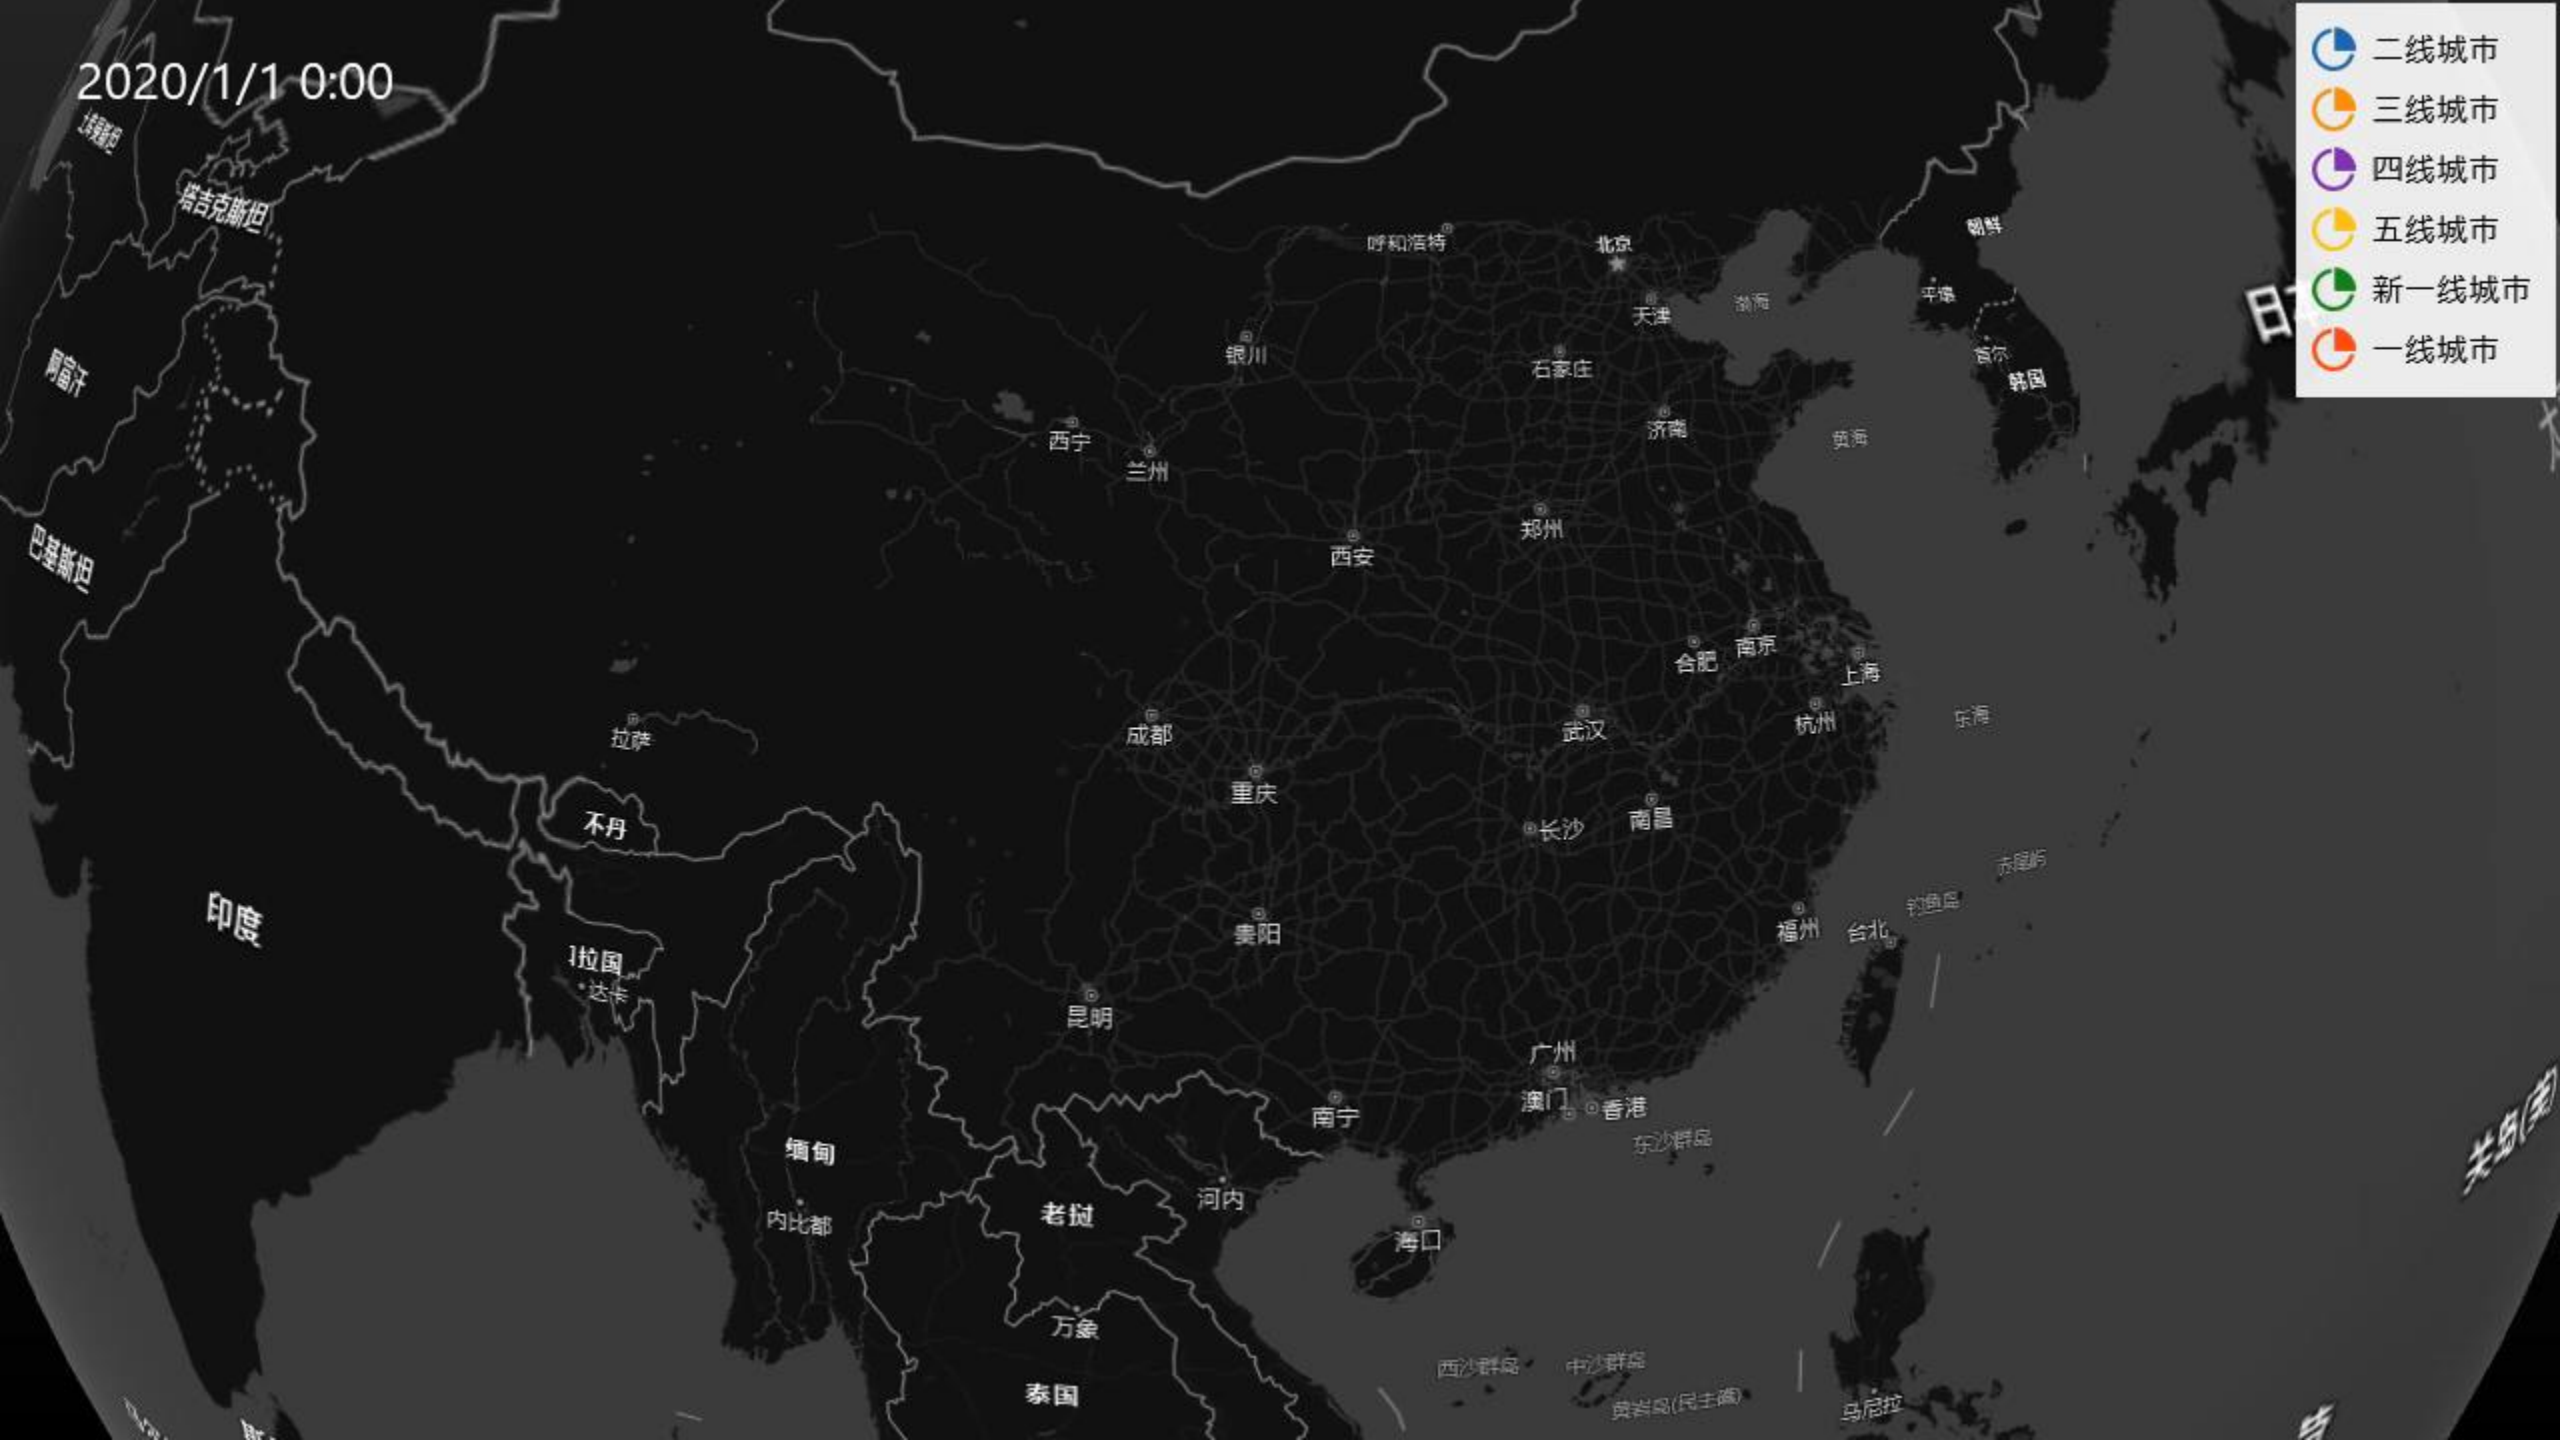 2020/1/1 0:00
二线城市
三线城市
四线城市
五线城市
新一线城市
一线城市
塔吉克斯坦
朝鲜
呼和浩特
北京
平壤
天津
渤海
银川
石家庄
首尔
韩国
阿富汗
西宁
济南
黄海
兰州
郑州
巴基斯坦
西安
合肥
南京
上海
拉萨
成都
武汉
杭州
东海
重庆
不丹
长沙
南昌
赤尾屿
钓鱼岛
印度
贵阳
福州
台北
拉国
达卡
昆明
广州
澳门
香港
南宁
东沙群岛
缅甸
河内
老挝
内比都
海口
万象
西沙群岛
中沙群岛
泰国
黄岩岛(民主礁)
马尼拉
关岛(美)